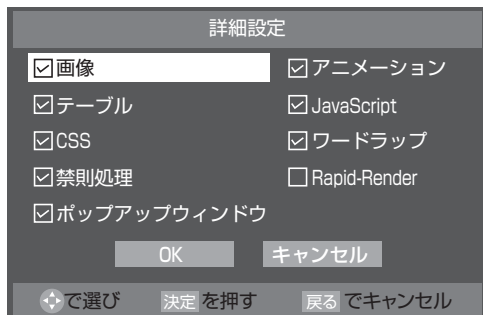 詳細設定
画像 アニメーション
テーブル JavaScript
CSS ワードラップ
禁則処理 Rapid-Render
ポップアップウィンドウ
OK キャンセル
で選び 決定 を押す 戻る でキャンセル